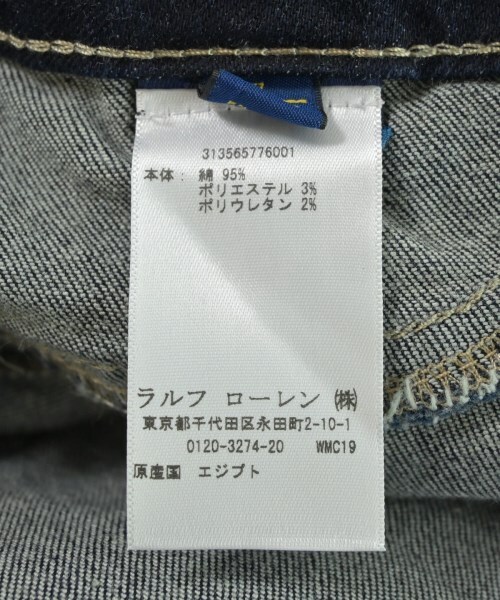 313565776001
本体: 綿 95%
ポリエステル 3%
ポリウレタン 2%
ラルフ ローレン ㈱
東京都千代田区永田町2-10-1
0120-3274-20 WMC19
原産国 エジプト